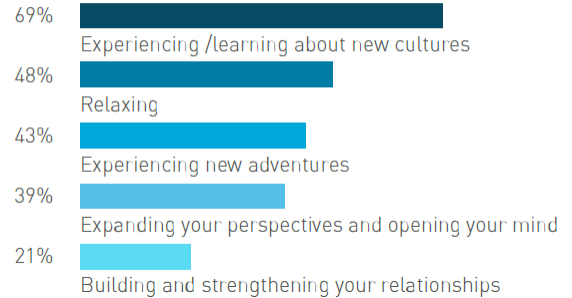 69%
Experiencing /learning about new cultures
48%
Relaxing
43%
Experiencing new adventures
39%
Expanding your perspectives and opening your mind
21%
Building and strengthening your relationships